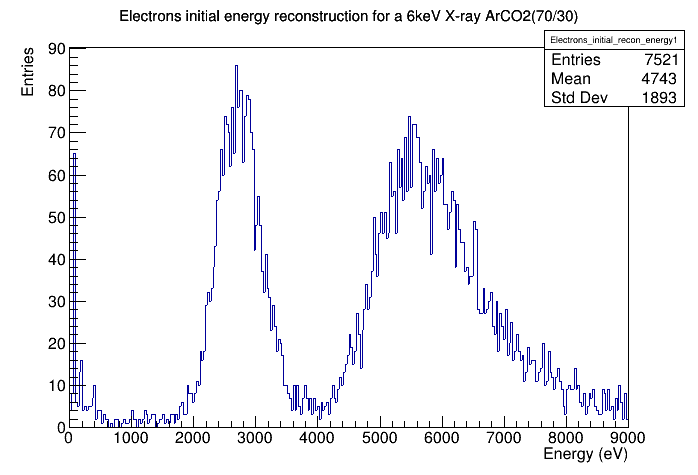 Electrons initial energy reconstruction for a 6keV X-ray ArCO2(70/30)
Electrons_initial_recon_energy1
Entries 7521
Mean 4743
Std Dev 1893
Entries
90
80
70
60
50
40
30
20
10
0
0 1000 2000 3000 4000 5000 6000 7000 8000 9000
Energy (eV)